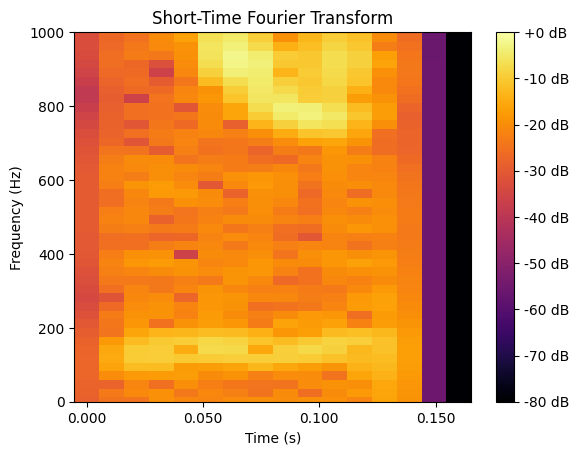 Short-Time Fourier Transform
1000
800
600
400
200
0
Frequency (Hz)
0.000
0.050
0.100
0.150
Time (s)
+0 dB
-10 dB
-20 dB
-30 dB
-40 dB
-50 dB
-60 dB
-70 dB
-80 dB